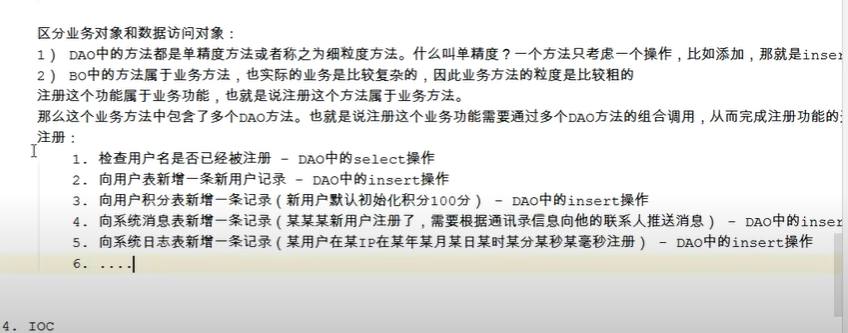 区分业务对象和数据访问对象：
1） DAO中的方法都是单精度方法或者称之为细粒度方法。什么叫单精度？一个方法只考虑一个操作，比如添加，那就是inser
2） BO中的方法属于业务方法，也实际的业务是比较复杂的，因此业务方法的粒度是比较粗的
注册这个功能属于业务功能，也就是说注册这个方法属于业务方法。
那么这个业务方法中包含了多个DAO方法。也就是说注册这个业务功能需要通过多个DAO方法的组合调用，从而完成注册功能的
注册：
1. 检查用户名是否已经被注册 - DAO中的select操作
2. 向用户表新增一条新用户记录 - DAO中的insert操作
3. 向用户积分表新增一条记录（新用户默认初始化积分100分） - DAO中的insert操作
4. 向系统消息表新增一条记录（某某某新用户注册了，需要根据通讯录信息向他的联系人推送消息） - DAO中的inser
5. 向系统日志表新增一条记录（某用户在某IP在某年某月某日某时某分某秒某毫秒注册） - DAO中的insert操作
6. ....
4. IOC